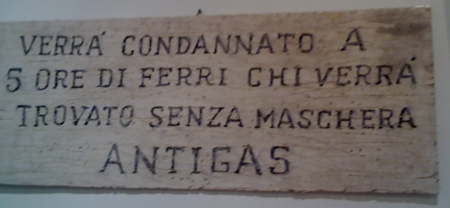 VERRÁ CONDANNATO A
5 ORE DI FERRI CHI VERRÁ
TROVATO SENZA MASCHERA
ANTIGAS